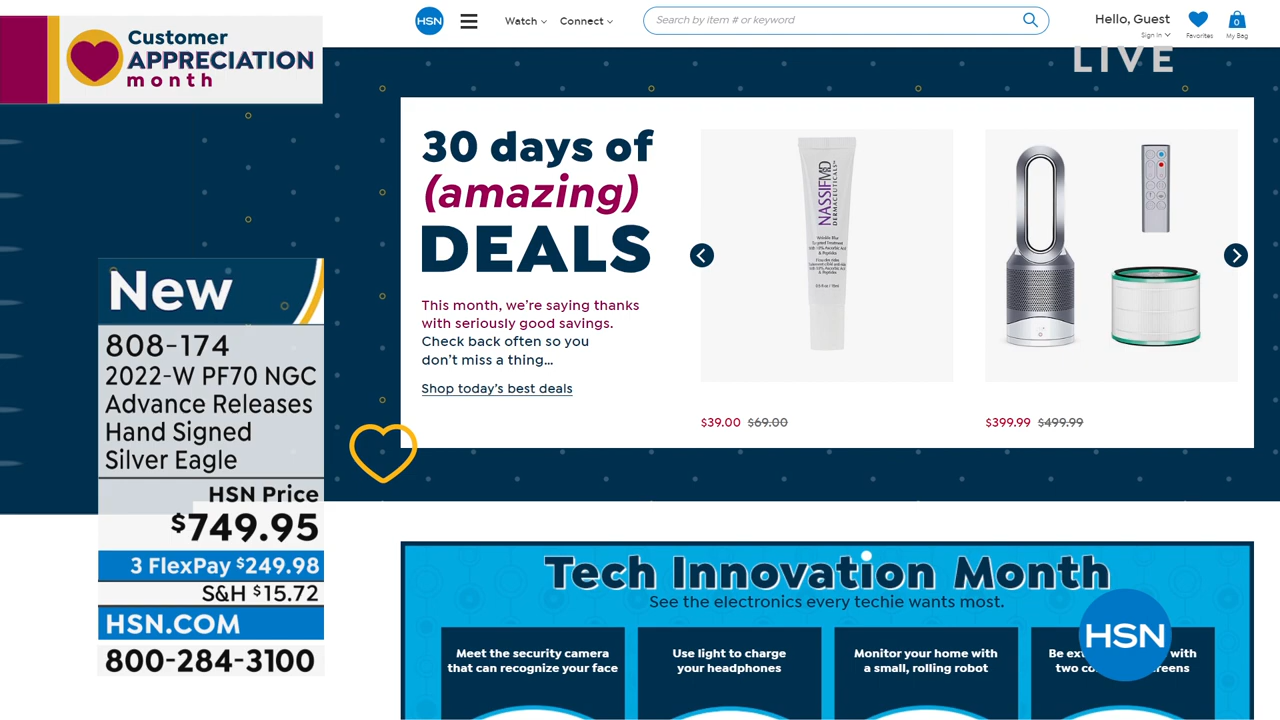 Customer
APPRECIATION
month
HSN
Watch
Connect
Search by item # or keyword
Hello, Guest
Sign In
Favorites
0
My Bag
LIVE
30 days of
(amazing)
DEALS
This month, we're saying thanks
with seriously good savings.
Check back often so you
don't miss a thing...
Shop today's best deals
NASSIFMD
DERMACEUTICALS™
$39.00 $69.00
$399.99 $499.99
New
808-174
2022-W PF70 NGC
Advance Releases
Hand Signed
Silver Eagle
HSN Price
$749.95
3 FlexPay $249.98
S&H $15.72
HSN.COM
800-284-3100
Tech Innovation Month
See the electronics every techie wants most.
Meet the security camera
that can recognize your face
Use light to charge
your headphones
Monitor your home with
a small, rolling robot
Be with
two
HSN